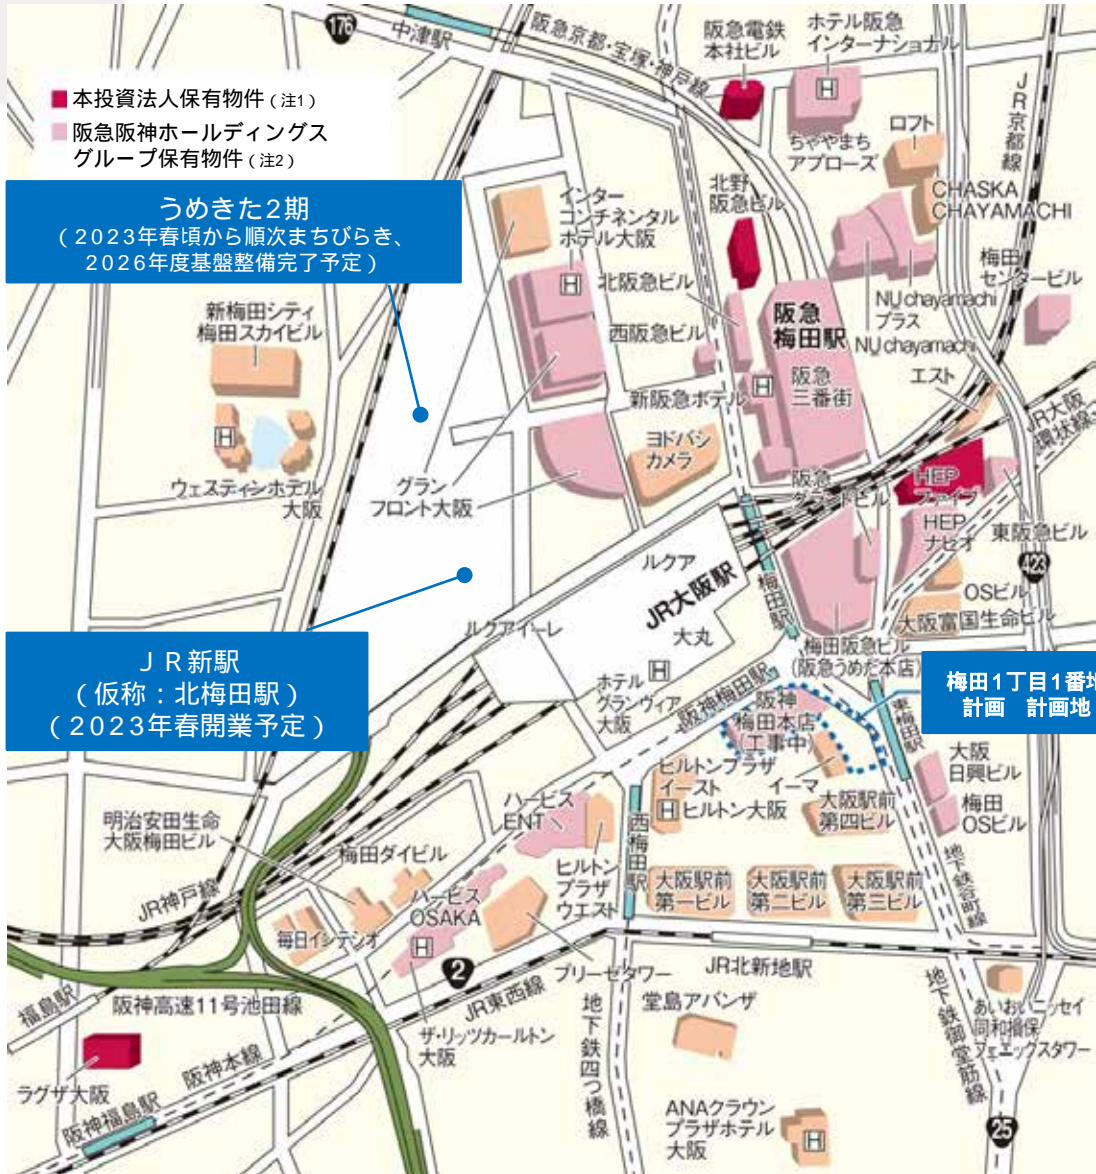 176
中津駅
阪急京都・宝塚・神戸線
阪急電鉄
本社ビル
ホテル阪急
インターナショナル
H
ちゃやまち
アプローズ
ロフト
JR京都線
■ 本投資法人保有物件（注1）
■ 阪急阪神ホールディングス
グループ保有物件（注2）
うめきた2期
（2023年春頃から順次まちびらき、
2026年度基盤整備完了予定）
インター
コンチネンタル
ホテル大阪
H
北野
阪急ビル
CHASKA
CHAYAMACHI
梅田
センタービル
北阪急ビル
西阪急ビル
阪急
梅田駅
NU chayamachi
プラス
NU chayamachi
エスト
新梅田シティ
梅田スカイビル
H
ウェスティンホテル
大阪
新阪急ホテル
H
阪急
三番街
JR大阪
環状線
ヨドバシ
カメラ
グラン
フロント大阪
阪急
グランドビル
HEP
ファイブ
HEP
ナビオ
東阪急ビル
423
OSビル
大阪富国生命ビル
ルクア
JR大阪駅
ルクアイーレ
大丸
梅田駅
梅田阪急ビル
（阪急うめだ本店）
JR新駅
（仮称：北梅田駅）
（2023年春開業予定）
H
ホテル
グランヴィア
大阪
阪神梅田駅
阪神
梅田本店
（工事中）
東梅田駅
梅田1丁目1番地
計画 計画地
大阪
日興ビル
梅田
OSビル
ヒルトンプラザ
イースト
H ヒルトン大阪
イーマ
大阪駅前
第四ビル
ハービス
ENT
西梅田駅
明治安田生命
大阪梅田ビル
梅田ダイビル
ヒルトン
プラザ
ウエスト
大阪駅前
第一ビル
大阪駅前
第二ビル
大阪駅前
第三ビル
地下鉄谷町線
JR神戸線
ハービス
OSAKA
H
毎日インテシオ
2
ブリーゼタワー
JR北新地駅
福島駅
阪神高速11号池田線
JR東西線
ザ・リッツカールトン
大阪
地下鉄四つ橋線
堂島アバンザ
地下鉄御堂筋線
あいおいニッセイ
同和損保
フェニックスタワー
ラグザ大阪
阪神本線
阪神福島駅
ANAクラウン
プラザホテル
大阪
H
25